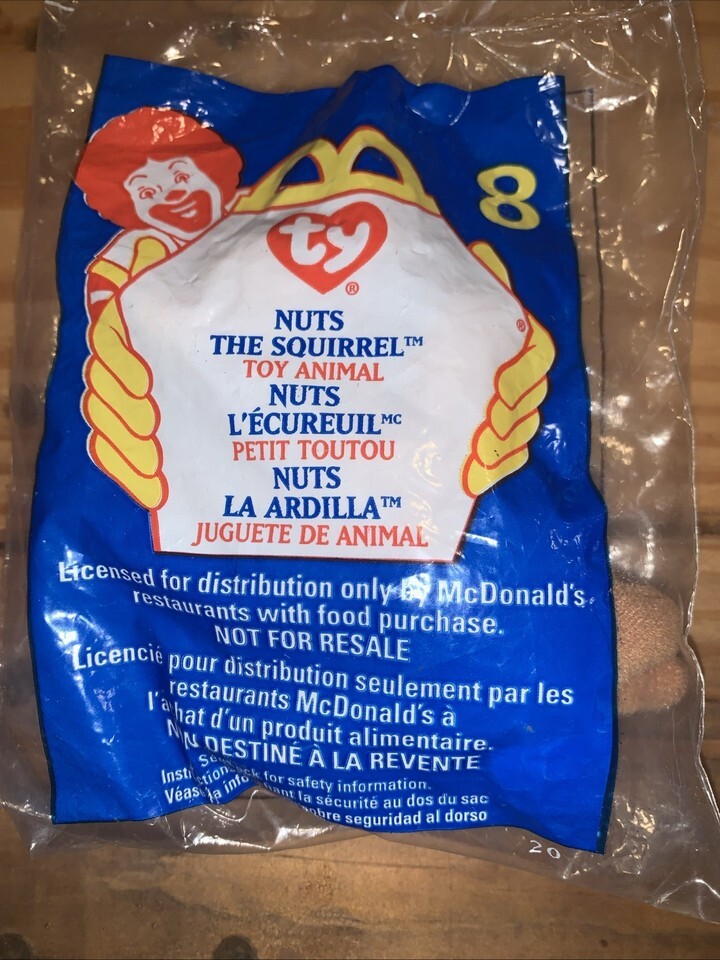 8
ty®
NUTS
THE SQUIRREL™
TOY ANIMAL
NUTS
L'ÉCUREUIL MC
PETIT TOUTOU
NUTS
LA ARDILLA™
JUGUETE DE ANIMAL
®
Licensed for distribution only by McDonald's
restaurants with food purchase.
NOT FOR RESALE
Licencié pour distribution seulement par les
restaurants McDonald's à
d'un produit alimentaire.
DESTINÉ À LA REVENTE
for safety information.
la sécurité au dos du sac
seguridad al dorso
20